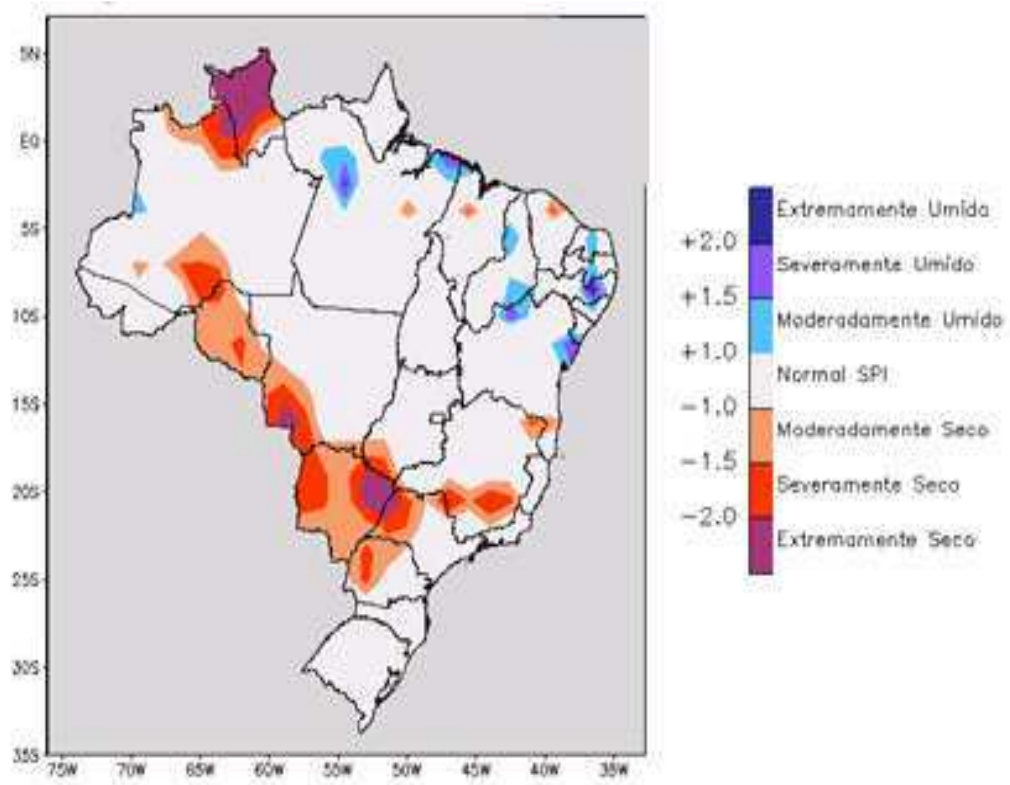 5N
EQ
5S
10S
15S
20S
25S
30S
35S
75W 70W 65W 60W 55W 50W 45W 40W 35W
Extremamente Umido
+2.0
Severamente Umido
+1.5
Moderadamente Umido
+1.0
Normal SPI
-1.0
Moderadamente Seco
-1.5
Severamente Seco
-2.0
Extremamente Seco